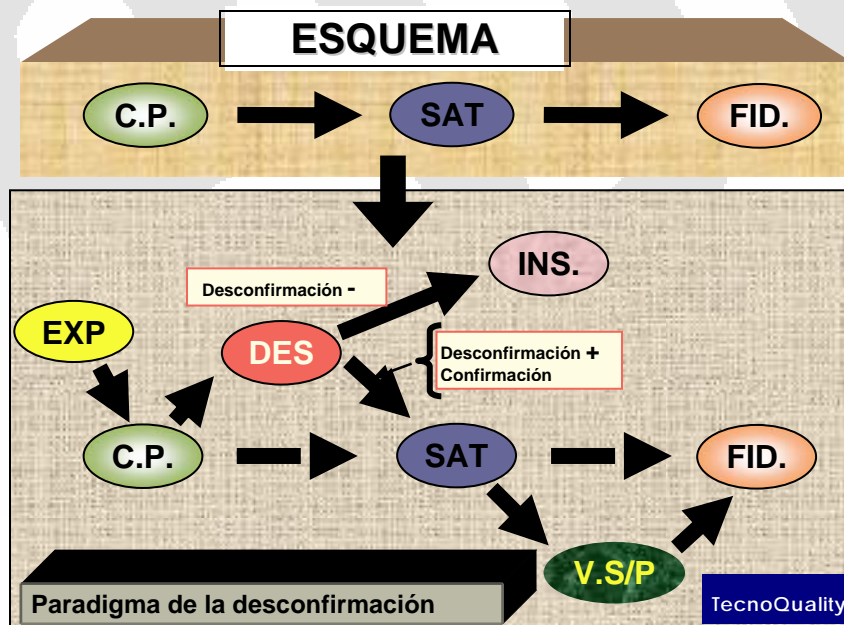 ESQUEMA
C.P.
SAT
FID.
INS.
Desconfirmación -
EXP
DES
Desconfirmación +
Confirmación
C.P.
SAT
FID.
V.S/P
Paradigma de la desconfirmación
TecnoQuality